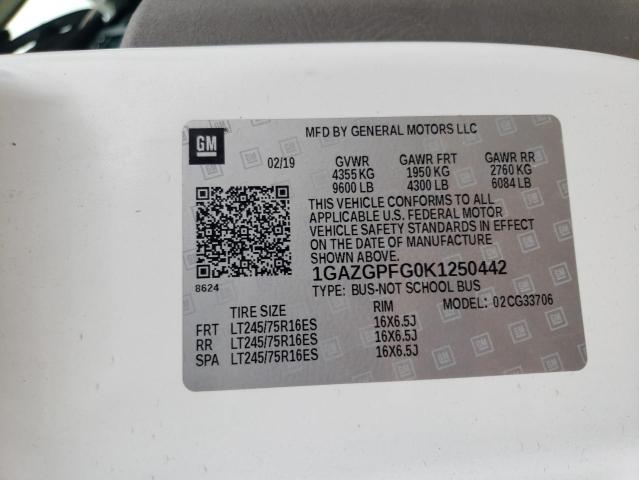 GM
MFD BY GENERAL MOTORS LLC
02/19 GVWR GAWR FRT GAWR RR
4355 KG 1950 KG 2760 KG
9600 LB 4300 LB 6084 LB
THIS VEHICLE CONFORMS TO ALL
APPLICABLE U.S. FEDERAL MOTOR
VEHICLE SAFETY STANDARDS IN EFFECT
ON THE DATE OF MANUFACTURE
SHOWN ABOVE.
8624
1GAZGPFG0K1250442
TYPE: BUS-NOT SCHOOL BUS
MODEL: 02CG33706
TIRE SIZE RIM
FRT LT245/75R16ES 16X6.5J
RR LT245/75R16ES 16X6.5J
SPA LT245/75R16ES 16X6.5J